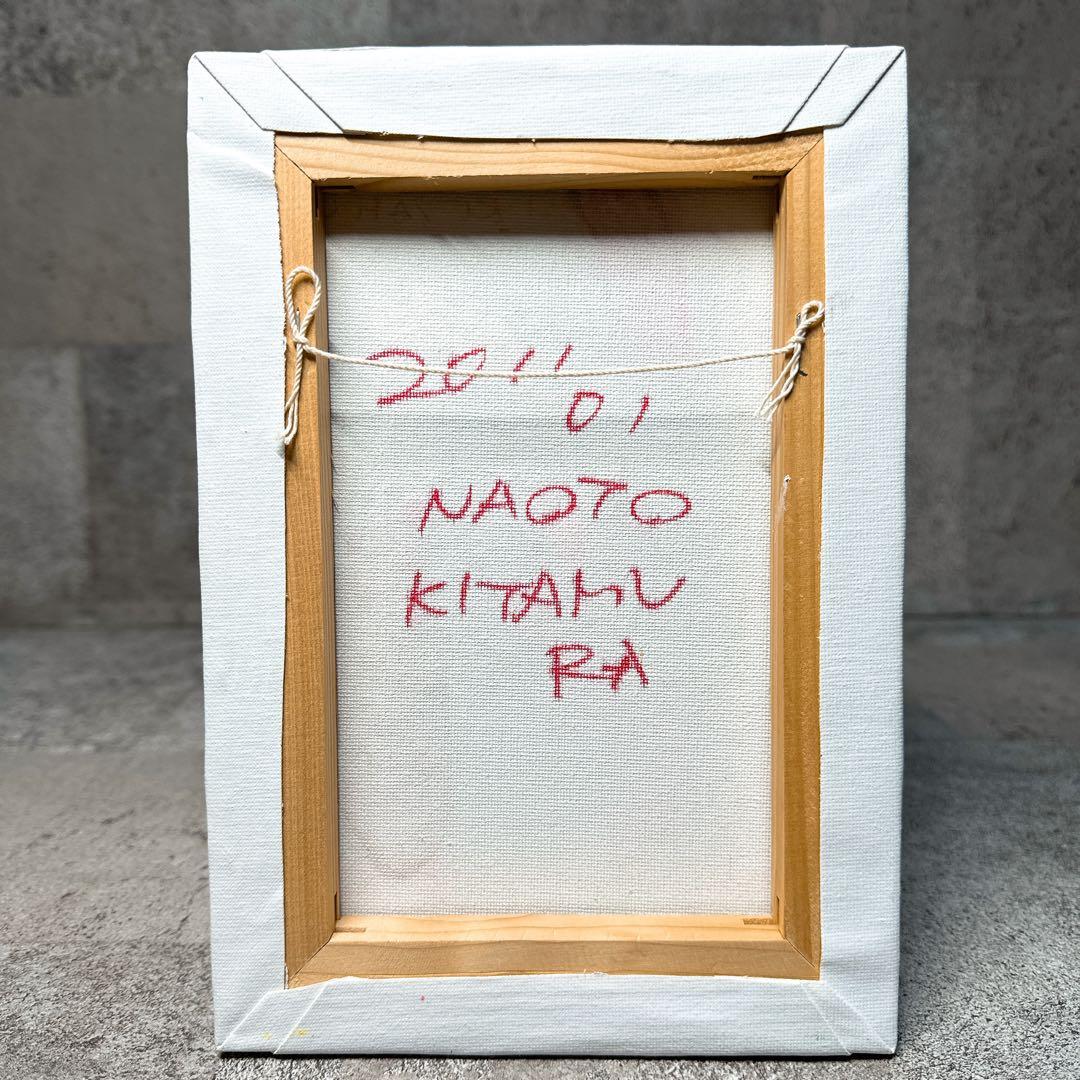 2011
01
NAOTO
KITAMU
RA